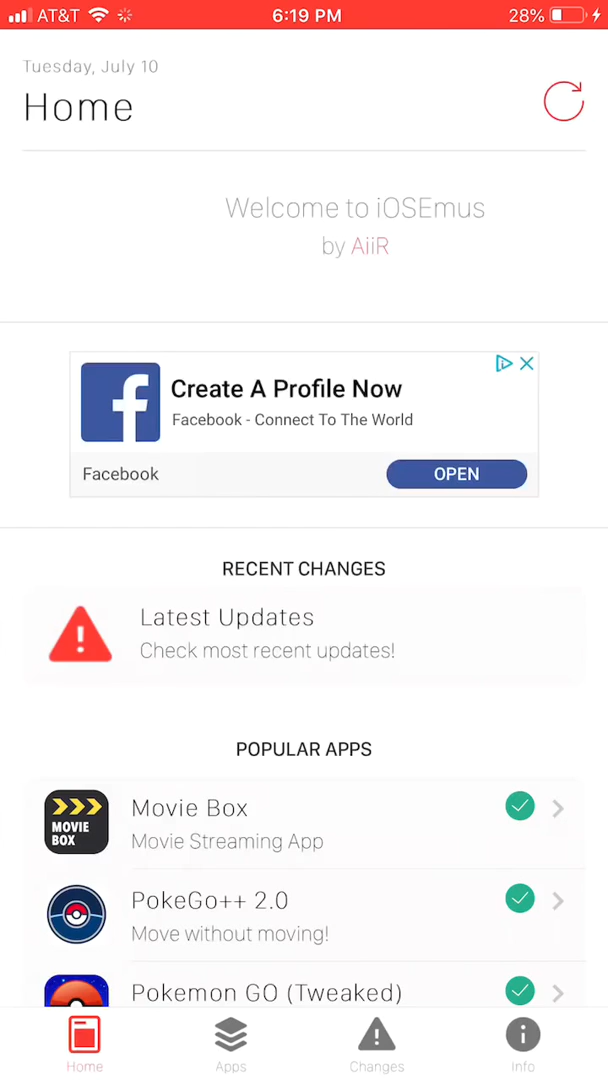 AT&T 6:19 PM 28%
Tuesday, July 10
Home
Welcome to iOSEmus
by AiiR
Create A Profile Now
Facebook - Connect To The World
Facebook OPEN
RECENT CHANGES
Latest Updates
Check most recent updates!
POPULAR APPS
MOVIE BOX
Movie Box
Movie Streaming App
PokeGo++ 2.0
Move without moving!
Pokemon GO (Tweaked)
Home Apps Changes Info